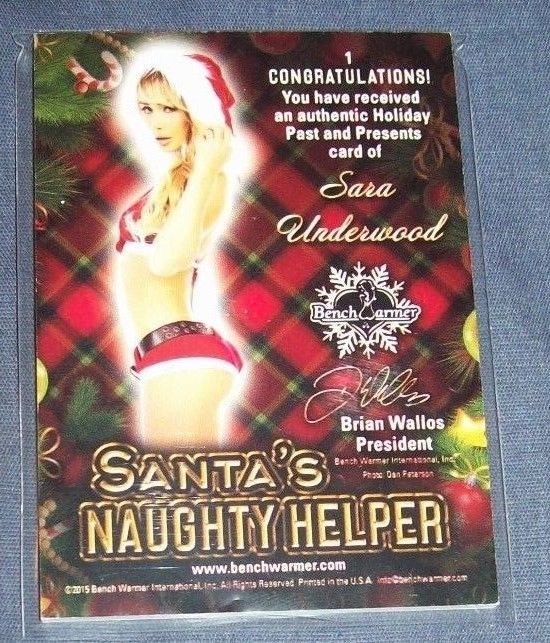 1
CONGRATULATIONS!
You have received
an authentic Holiday
Past and Presents
card of
Sara
Underwood
BenchWarmer
Brian Wallos
President
Bench Warmer International, Inc.
Photo: Dan Peterson
SANTA'S
NAUGHTY HELPER
www.benchwarmer.com
©2015 Bench Warmer International, Inc. All Rights Reserved. Printed in the U.S.A. info@benchwarmer.com